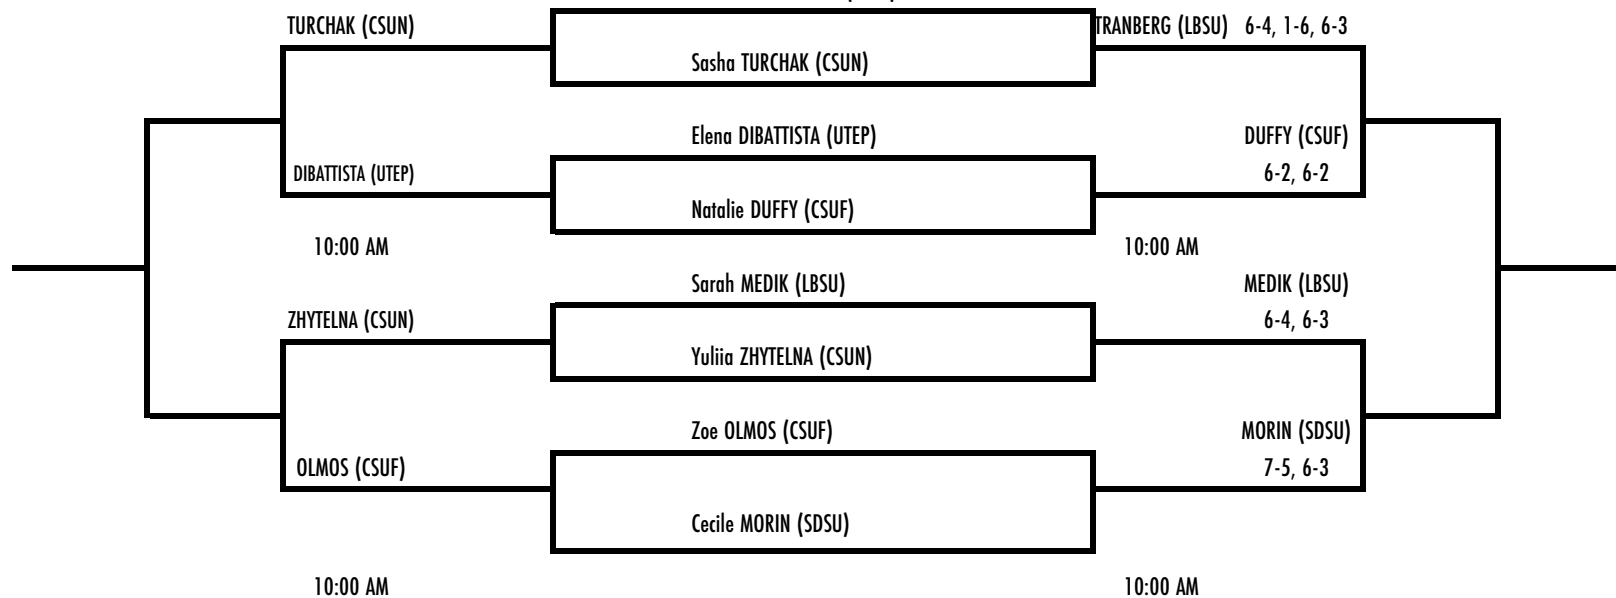 TURCHAK (CSUN)
TRANBERG (LBSU) 6-4, 1-6, 6-3
Sasha TURCHAK (CSUN)
Elena DIBATTISTA (UTEP)
DUFFY (CSUF)
DIBATTISTA (UTEP)
6-2, 6-2
Natalie DUFFY (CSUF)
10:00 AM
10:00 AM
Sarah MEDIK (LBSU)
MEDIK (LBSU)
ZHYTELNA (CSUN)
6-4, 6-3
Yuliia ZHYTELNA (CSUN)
Zoe OLMOS (CSUF)
MORIN (SDSU)
OLMOS (CSUF)
7-5, 6-3
Cecile MORIN (SDSU)
10:00 AM
10:00 AM